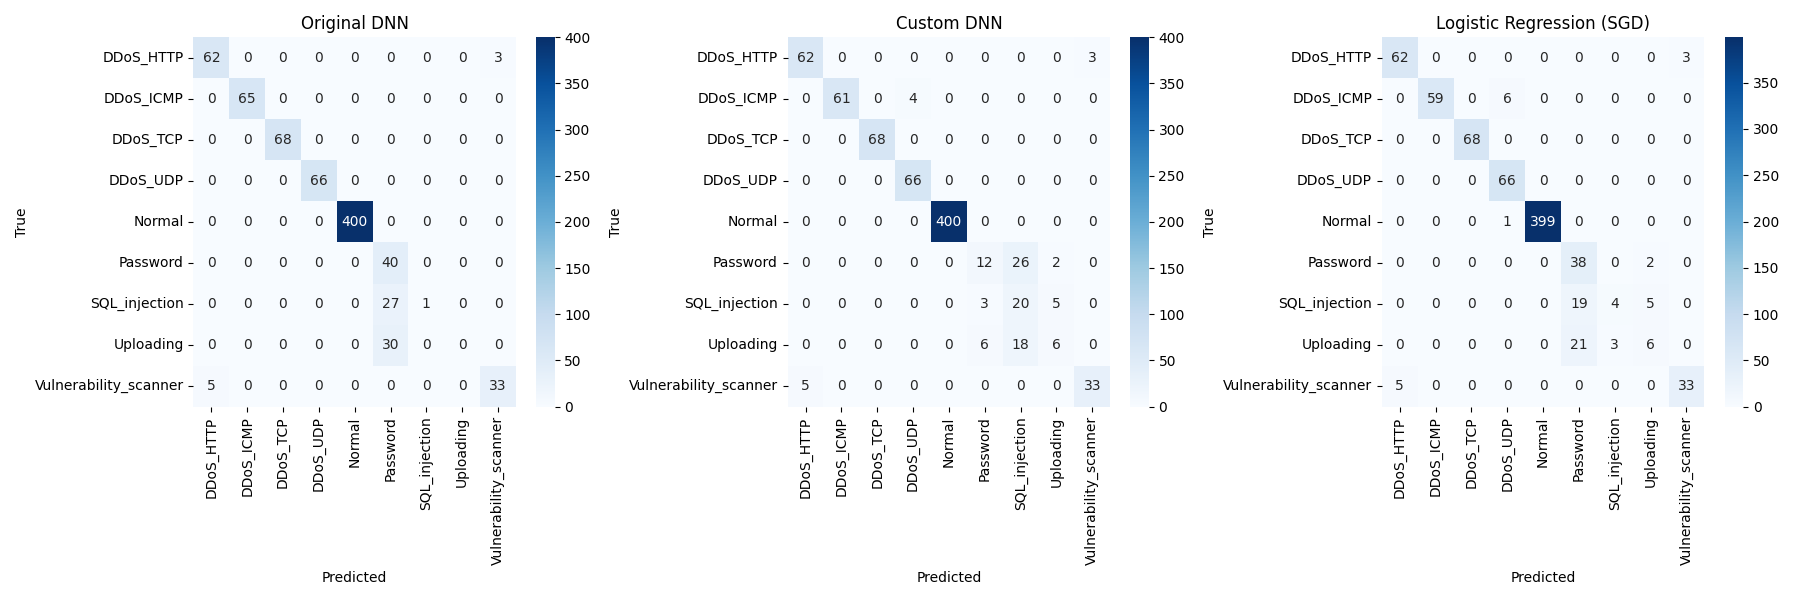 Original DNN
True
DDoS_HTTP 62 0 0 0 0 0 0 0 3
DDoS_ICMP 0 65 0 0 0 0 0 0 0
DDoS_TCP 0 0 68 0 0 0 0 0 0
DDoS_UDP 0 0 0 66 0 0 0 0 0
Normal 0 0 0 0 400 0 0 0 0
Password 0 0 0 0 0 40 0 0 0
SQL_injection 0 0 0 0 0 27 1 0 0
Uploading 0 0 0 0 0 30 0 0 0
Vulnerability_scanner 5 0 0 0 0 0 0 0 33
DDoS_HTTP
DDoS_ICMP
DDoS_TCP
DDoS_UDP
Normal
Password
SQL_injection
Uploading
Vulnerability_scanner
Predicted
400
350
300
250
200
150
100
50
0
Custom DNN
True
DDoS_HTTP 62 0 0 0 0 0 0 0 3
DDoS_ICMP 0 61 0 4 0 0 0 0 0
DDoS_TCP 0 0 68 0 0 0 0 0 0
DDoS_UDP 0 0 0 66 0 0 0 0 0
Normal 0 0 0 0 400 0 0 0 0
Password 0 0 0 0 0 12 26 2 0
SQL_injection 0 0 0 0 0 3 20 5 0
Uploading 0 0 0 0 0 6 18 6 0
Vulnerability_scanner 5 0 0 0 0 0 0 0 33
DDoS_HTTP
DDoS_ICMP
DDoS_TCP
DDoS_UDP
Normal
Password
SQL_injection
Uploading
Vulnerability_scanner
Predicted
400
350
300
250
200
150
100
50
0
Logistic Regression (SGD)
True
DDoS_HTTP 62 0 0 0 0 0 0 0 3
DDoS_ICMP 0 59 0 6 0 0 0 0 0
DDoS_TCP 0 0 68 0 0 0 0 0 0
DDoS_UDP 0 0 0 66 0 0 0 0 0
Normal 0 0 0 1 399 0 0 0 0
Password 0 0 0 0 0 38 0 2 0
SQL_injection 0 0 0 0 0 19 4 5 0
Uploading 0 0 0 0 0 21 3 6 0
Vulnerability_scanner 5 0 0 0 0 0 0 0 33
DDoS_HTTP
DDoS_ICMP
DDoS_TCP
DDoS_UDP
Normal
Password
SQL_injection
Uploading
Vulnerability_scanner
Predicted
350
300
250
200
150
100
50
0